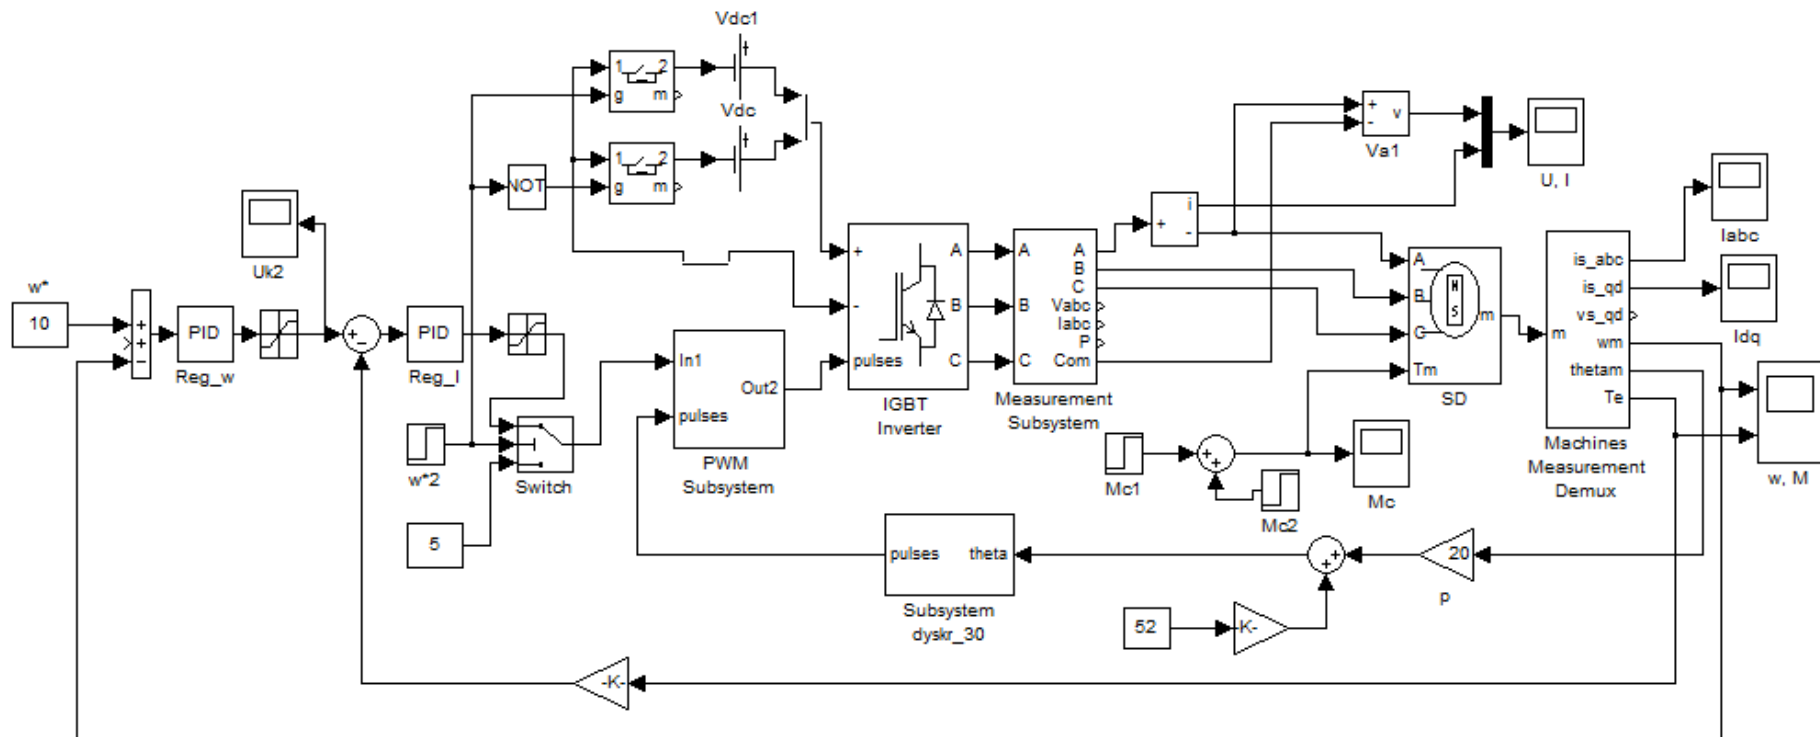 Vdc1
1 2
g m
Vdc
1 2
g m
NOT
Uk2
w*
10
+
+
-
PID
Reg_w
+
-
PID
Reg_I
w*2
Switch
5
In1
pulses
Out2
PWM
Subsystem
+
-
pulses
A
B
C
IGBT
Inverter
A
B
C
A
B
C
Vabc
Iabc
P
Com
Measurement
Subsystem
+
i
-
+
-
v
Va1
U, I
A
B
C
Tm
N
S
m
SD
m
is_abc
is_qd
vs_qd
wm
thetam
Te
Machines
Measurement
Demux
Iabc
Idq
w, M
Mc1
+
+
Mc2
Mc
pulses theta
Subsystem
dyskr_30
+
+
20
p
52
K-
-K-